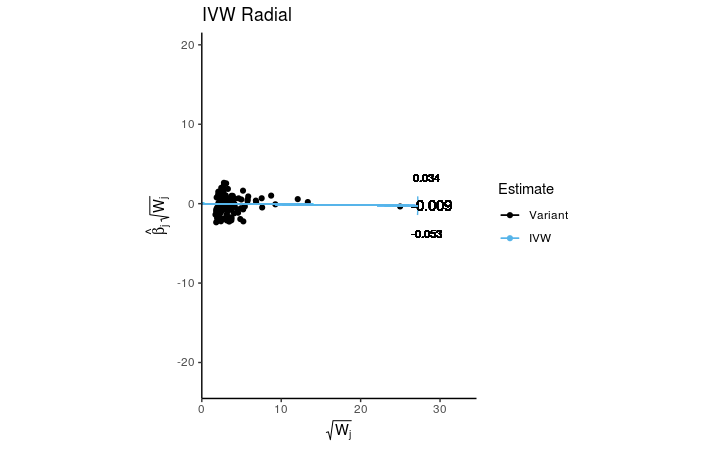 IVW Radial
20
10
0
-10
-20
β̂j√Wj
0.034
-0.009
-0.053
0
10
20
30
√Wj
Estimate
Variant
IVW